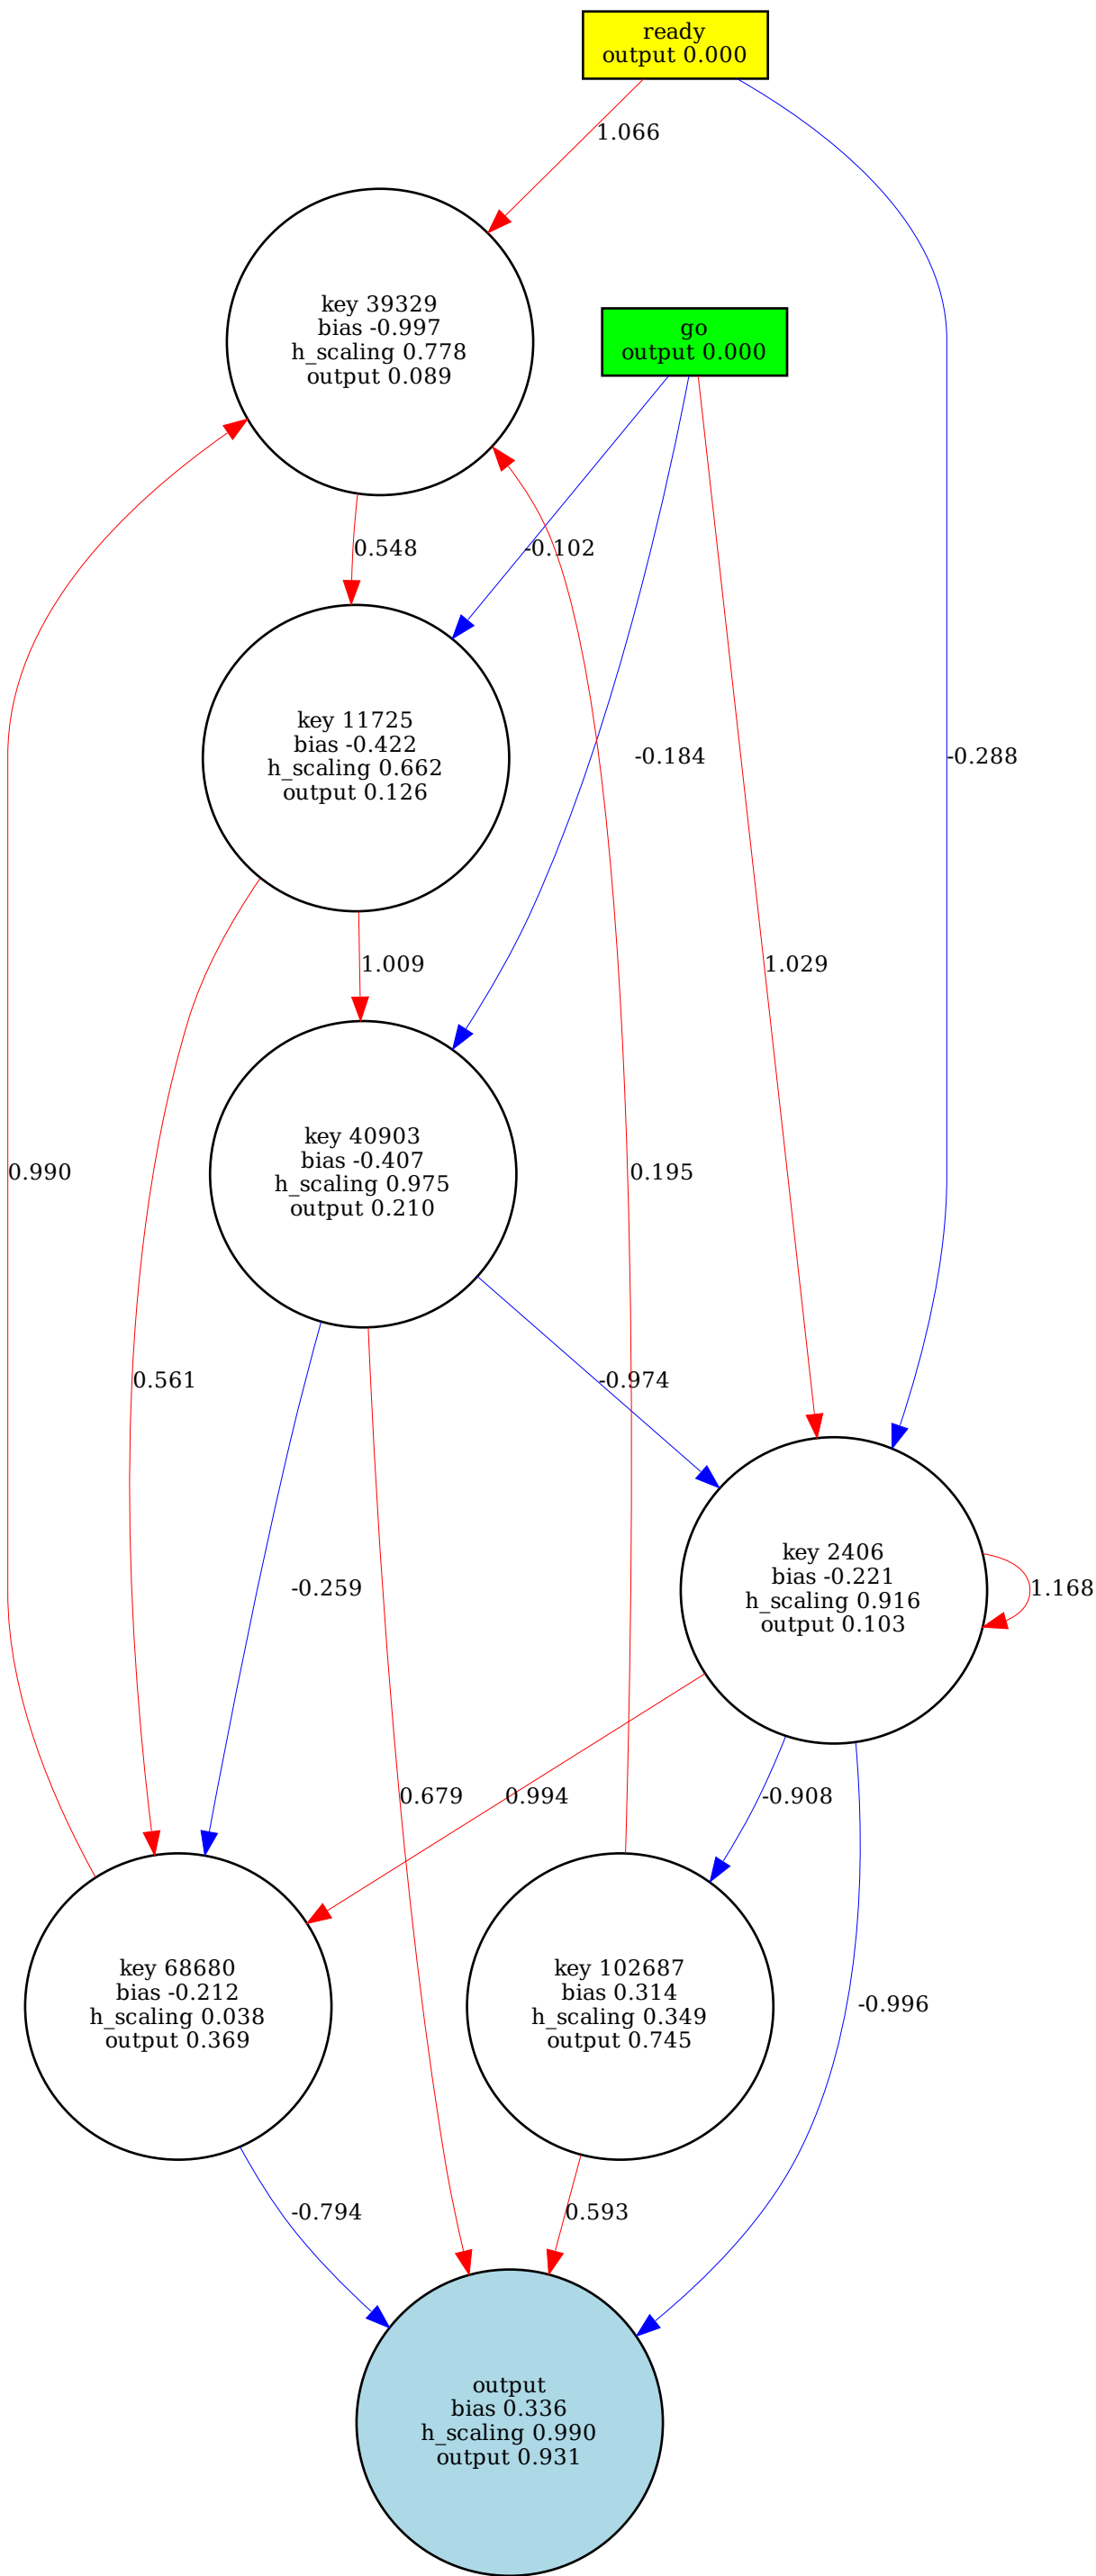 ready
output 0.000
1.066
key 39329
bias -0.997
h_scaling 0.778
output 0.089
go
output 0.000
0.548
-0.102
key 11725
bias -0.422
h_scaling 0.662
output 0.126
-0.184
-0.288
1.009
1.029
key 40903
bias -0.407
h_scaling 0.975
output 0.210
0.990
0.195
0.561
-0.974
key 2406
bias -0.221
h_scaling 0.916
output 0.103
-0.259
1.168
0.679
0.994
-0.908
key 68680
bias -0.212
h_scaling 0.038
output 0.369
key 102687
bias 0.314
h_scaling 0.349
output 0.745
-0.996
-0.794
0.593
output
bias 0.336
h_scaling 0.990
output 0.931